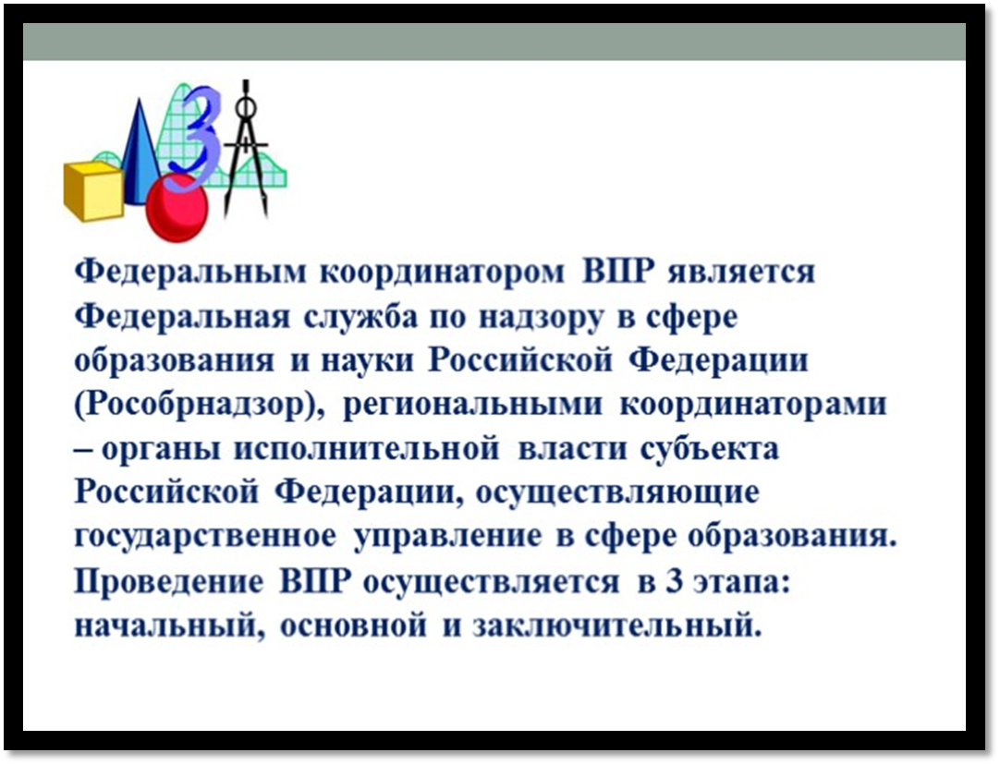 3
Федеральным координатором ВПР является
Федеральная служба по надзору в сфере
образования и науки Российской Федерации
(Рособрнадзор), региональными координаторами
– органы исполнительной власти субъекта
Российской Федерации, осуществляющие
государственное управление в сфере образования.
Проведение ВПР осуществляется в 3 этапа:
начальный, основной и заключительный.